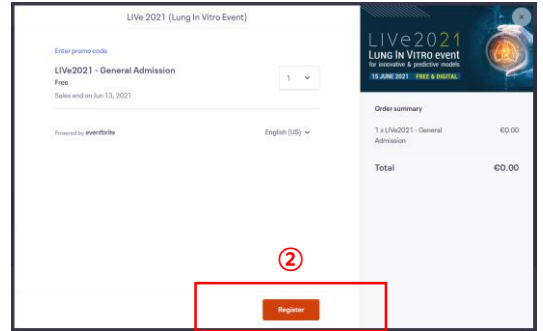 LIVe 2021 (Lung In Vitro Event)
Enter promo code
LIVe2021 - General Admission
Free
Sales end on Jun 13, 2021
1
Powered by eventbrite
English (US)
②
Register
LIVe2021
LUNG IN VITRO event
for innovative & predictive models
15 JUNE 2021 FREE & DIGITAL
Order summary
1 x LIVe2021 - General
Admission
€0.00
Total
€0.00